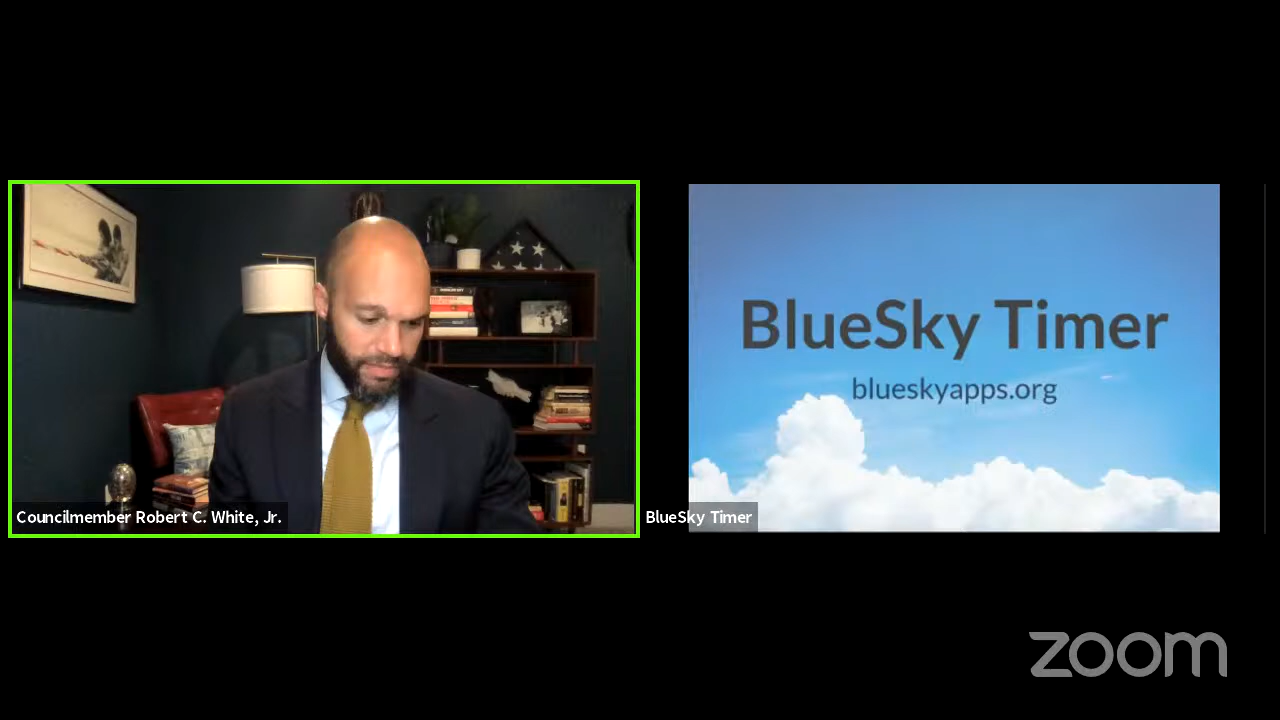 BlueSky Timer
blueskyapps.org
Councilmember Robert C. White, Jr.
BlueSky Timer
zoom